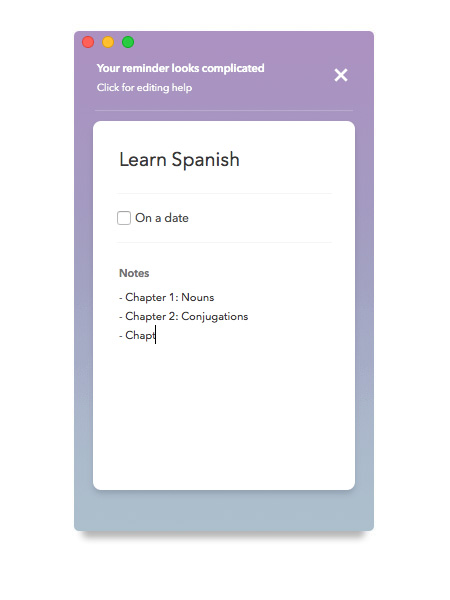 Your reminder looks complicated
Click for editing help
Learn Spanish
On a date
Notes
- Chapter 1: Nouns
- Chapter 2: Conjugations
- Chapt